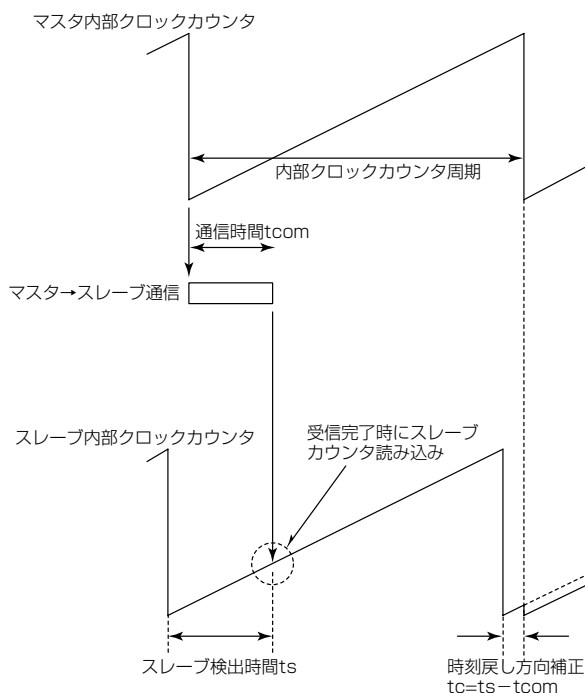 マスタ内部クロックカウンタ
内部クロックカウンタ周期
通信時間tcom
マスタ→スレーブ通信
スレーブ内部クロックカウンタ
受信完了時にスレーブ
カウンタ読み込み
スレーブ検出時間ts
時刻戻し方向補正
tc=ts－tcom